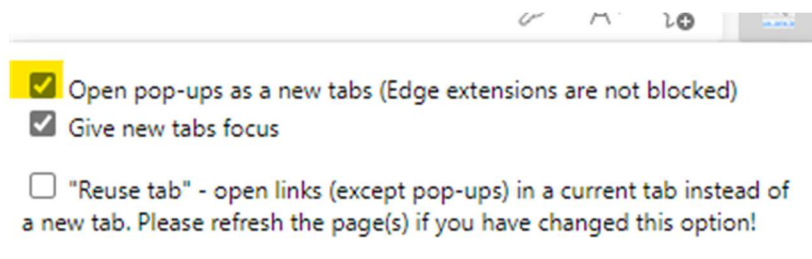 Open pop-ups as a new tabs (Edge extensions are not blocked)
Give new tabs focus
"Reuse tab" - open links (except pop-ups) in a current tab instead of
a new tab. Please refresh the page(s) if you have changed this option!